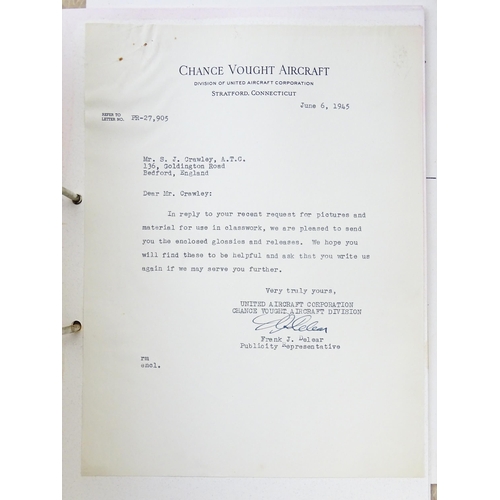 CHANCE VOUGHT AIRCRAFT
DIVISION OF UNITED AIRCRAFT CORPORATION
STRATFORD, CONNECTICUT
June 6, 1945
REFER TO
LETTER NO. PR-27,905
Mr. B. J. Crawley, A.T.C.
136, Goldington Road
Bedford, England
Dear Mr. Crawley:
In reply to your recent request for pictures and
material for use in classwork, we are pleased to send
you the enclosed glossies and releases. We hope you
will find these to be helpful and ask that you write us
again if we may serve you further.
Very truly yours,
UNITED AIRCRAFT CORPORATION
CHANCE VOUGHT AIRCRAFT DIVISION
Frank J. Delear
Publicity Representative
rm
encl.